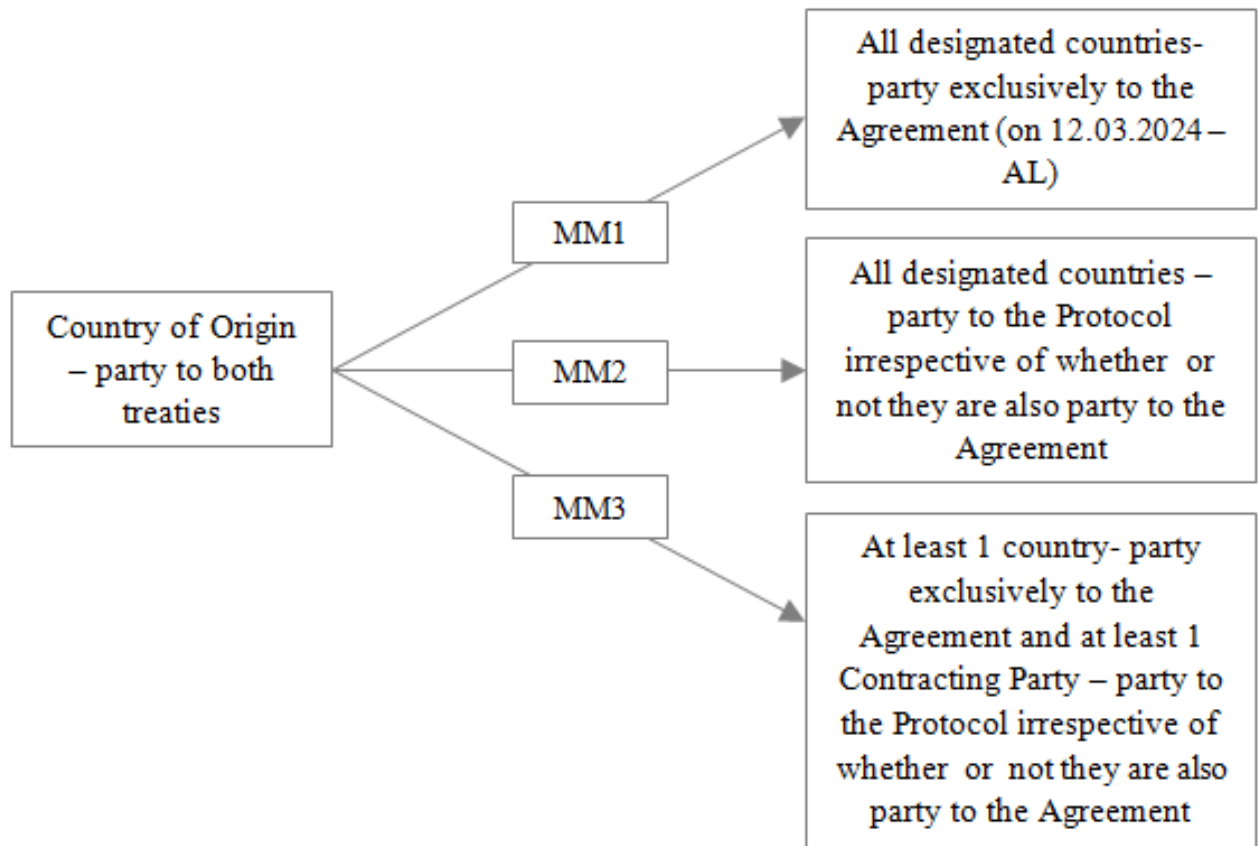 Country of Origin
– party to both
treaties
MM1
MM2
MM3
All designated countries-
party exclusively to the
Agreement (on 12.03.2024 –
AL)
All designated countries –
party to the Protocol
irrespective of whether or
not they are also party to the
Agreement
At least 1 country- party
exclusively to the
Agreement and at least 1
Contracting Party – party to
the Protocol irrespective of
whether or not they are also
party to the Agreement